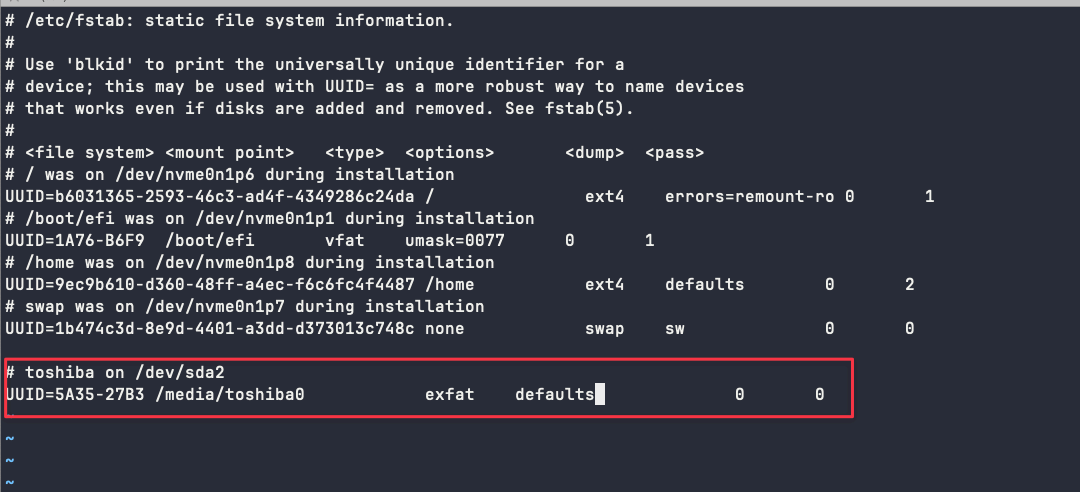 # /etc/fstab: static file system information.
#
# Use 'blkid' to print the universally unique identifier for a
# device; this may be used with UUID= as a more robust way to name devices
# that works even if disks are added and removed. See fstab(5).
#
# <file system> <mount point>   <type>  <options>       <dump>  <pass>
# / was on /dev/nvme0n1p6 during installation
UUID=b6031365-2593-46c3-ad4f-4349286c24da /               ext4    errors=remount-ro 0       1
# /boot/efi was on /dev/nvme0n1p1 during installation
UUID=1A76-B6F9  /boot/efi       vfat    umask=0077      0       1
# /home was on /dev/nvme0n1p8 during installation
UUID=9ec9b610-d360-48ff-a4ec-f6c6fc4f4487 /home           ext4    defaults        0       2
# swap was on /dev/nvme0n1p7 during installation
UUID=1b474c3d-8e9d-4401-a3dd-d373013c748c none            swap    sw              0       0

# toshiba on /dev/sda2
UUID=5A35-27B3 /media/toshiba0            exfat    defaults              0       0
~
~
~